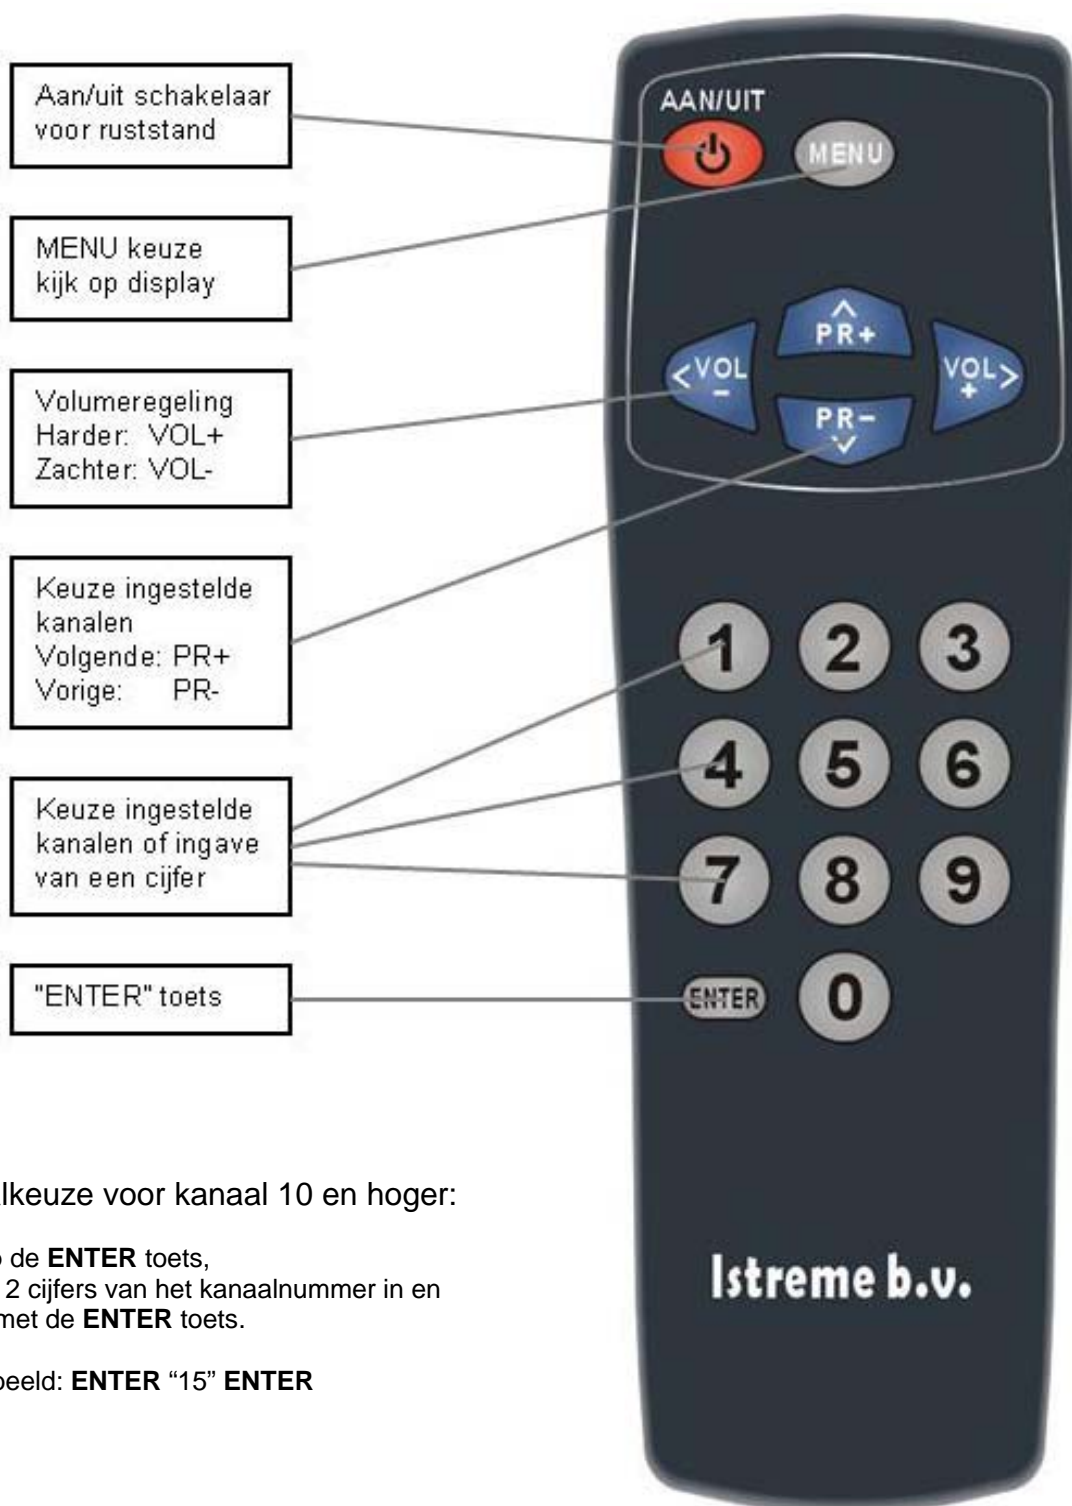 Aan/uit schakelaar
voor ruststand
MENU keuze
kijk op display
Volumeregeling
Harder: VOL+
Zachter: VOL-
Keuze ingestelde
kanalen
Volgende: PR+
Vorige: PR-
Keuze ingestelde
kanalen of ingave
van een cijfer
"ENTER" toets
AAN/UIT
MENU
^
PR+
<VOL
-
VOL>
+
PR-
1 2 3
4 5 6
7 8 9
ENTER 0
Istreme b.v.
lkeuze voor kanaal 10 en hoger:
de ENTER toets,
2 cijfers van het kanaalnummer in en
met de ENTER toets.
eeld: ENTER “15” ENTER